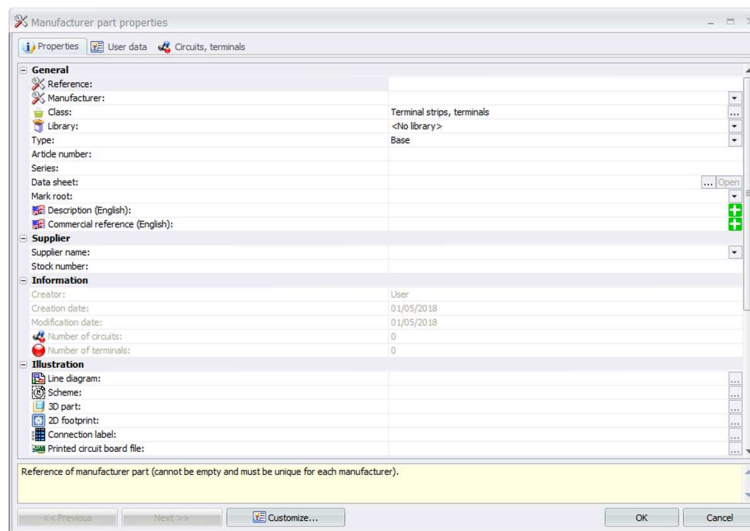 Manufacturer part properties
Properties User data Circuits, terminals
General
Reference:
Manufacturer:
Class: Terminal strips, terminals ...
Library: <No library>
Type: Base
Article number:
Series:
Data sheet: ... Open
Mark root:
Description (English):
Commercial reference (English):
Supplier
Supplier name:
Stock number:
Information
Creator: User
Creation date: 01/05/2018
Modification date: 01/05/2018
Number of circuits: 0
Number of terminals: 0
Illustration
Line diagram: ...
Scheme: ...
3D part: ...
2D footprint: ...
Connection label: ...
Printed circuit board file: ...
Reference of manufacturer part (cannot be empty and must be unique for each manufacturer).
<< Previous Next >> Customize... OK Cancel